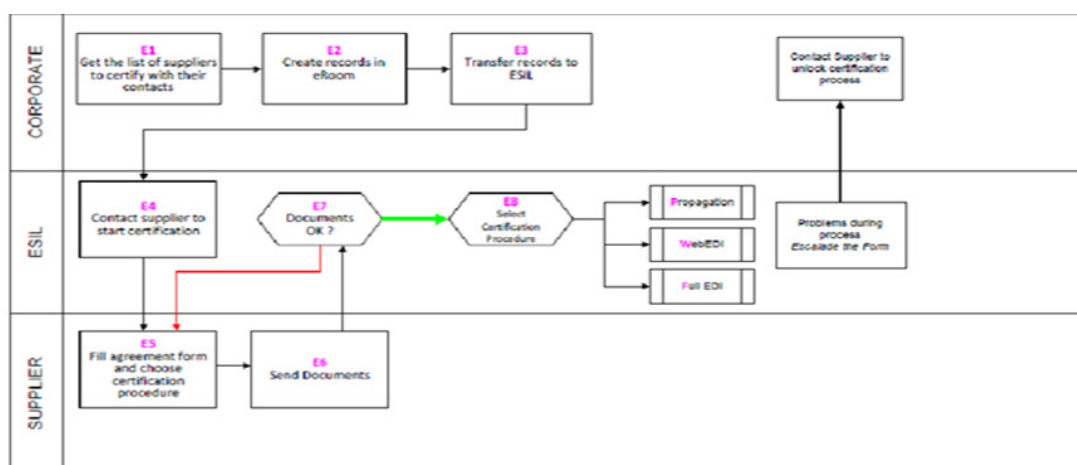 CORPORATE
E1
Get the list of suppliers
to certify with their
contacts
E2
Create records in
eRoom
E3
Transfer records to
ESIL
Contact Supplier to
unlock certification
process
ESIL
E4
Contact supplier to
start certification
E7
Documents
OK ?
E8
Select
Certification
Procedure
Propagation
WebEDI
Full EDI
Problems during
process
Escalade the Form
SUPPLIER
E5
Fill agreement form
and choose
certification
procedure
E6
Send Documents